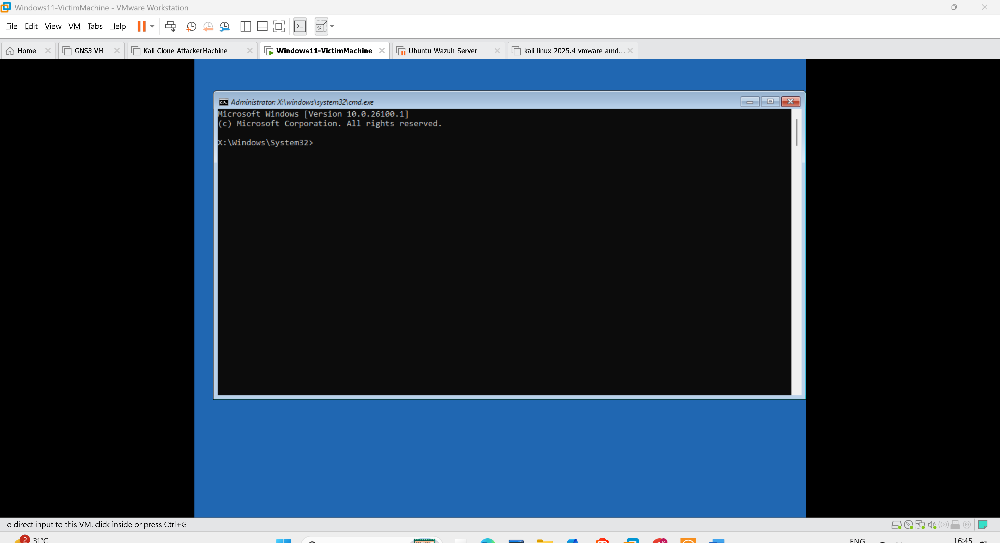 Windows11-VictimMachine - VMware Workstation
File Edit View VM Tabs Help
Home
GNS3 VM
Kali-Clone-AttackerMachine
Windows11-VictimMachine
Ubuntu-Wazuh-Server
kali-linux-2025.4-vmware-amd...
Administrator: X:\windows\system32\cmd.exe
Microsoft Windows [Version 10.0.26100.1]
(c) Microsoft Corporation. All rights reserved.
X:\Windows\System32>
To direct input to this VM, click inside or press Ctrl+G.
2
31°C
ENG
16:45